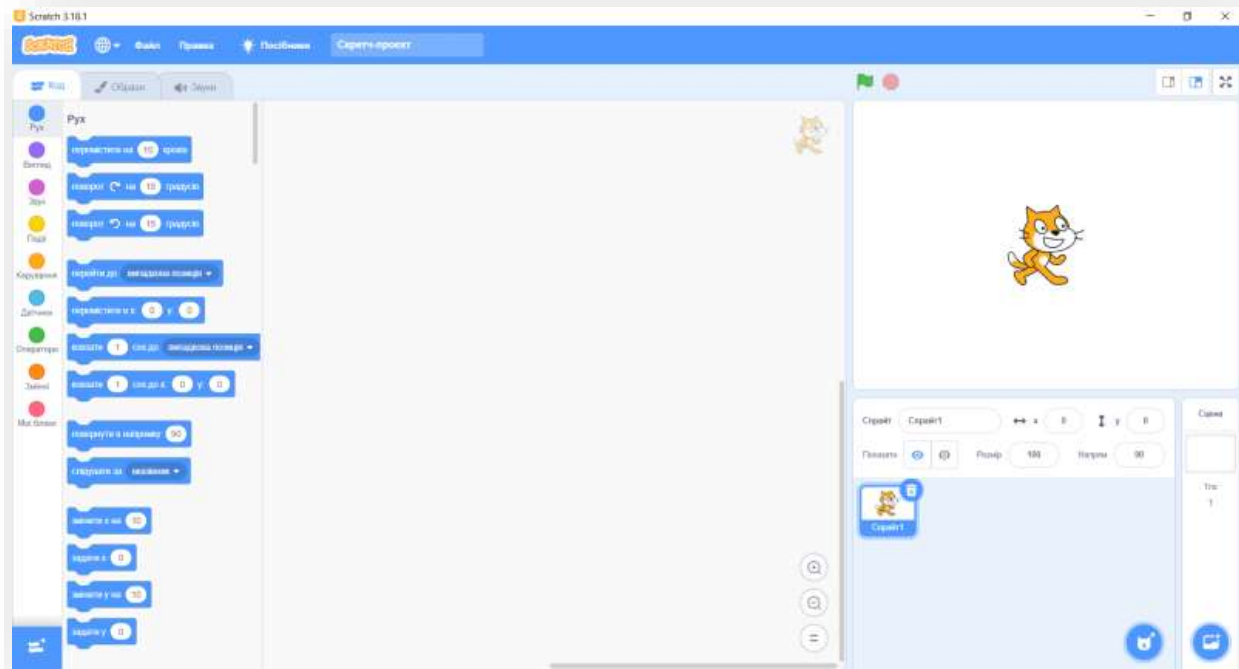 Scratch 3.18.1
SCRATCH Файл Правка Посібники Скретч-проєкт
Код Образи Звуки
Рух
Вигляд
Звук
Події
Керування
Датчики
Оператори
Змінні
Мої блоки
Рух
перемістити на 10 кроків
поворот на 15 градусів
поворот на 15 градусів
перейти до випадкова позиція
перемістити в x: 0 y: 0
ковзати 1 сек до випадкова позиція
ковзати 1 сек до x: 0 y: 0
повернути в напрямку 90
слідувати за вказівник
змінити x на 10
задати x 0
змінити y на 10
задати y 0
Спрайт Спрайт1 x 0 y 0
Показати Розмір 100 Напрям 90
Спрайт1
Сцена
Тло
1